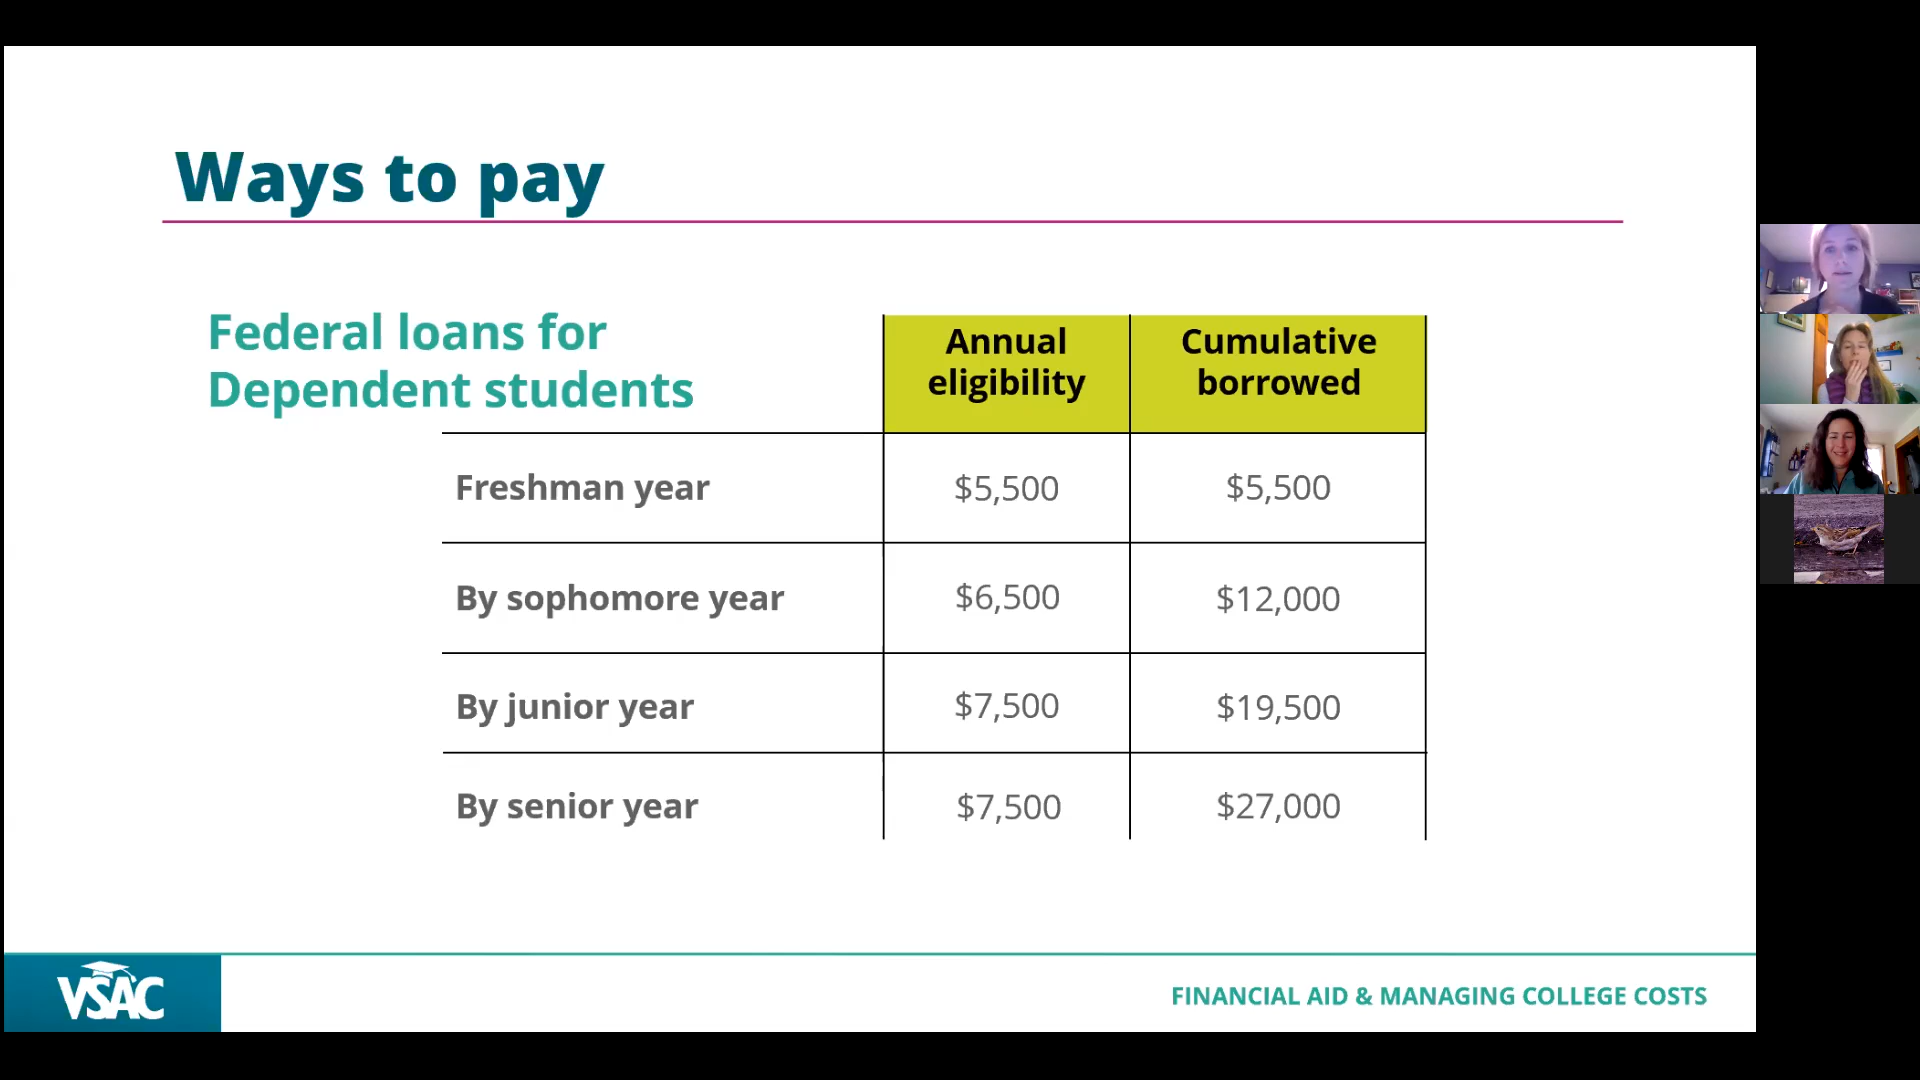 Ways to pay
Federal loans for
Dependent students
Annual
eligibility
Cumulative
borrowed
Freshman year $5,500 $5,500
By sophomore year $6,500 $12,000
By junior year $7,500 $19,500
By senior year $7,500 $27,000
VSAC
FINANCIAL AID & MANAGING COLLEGE COSTS